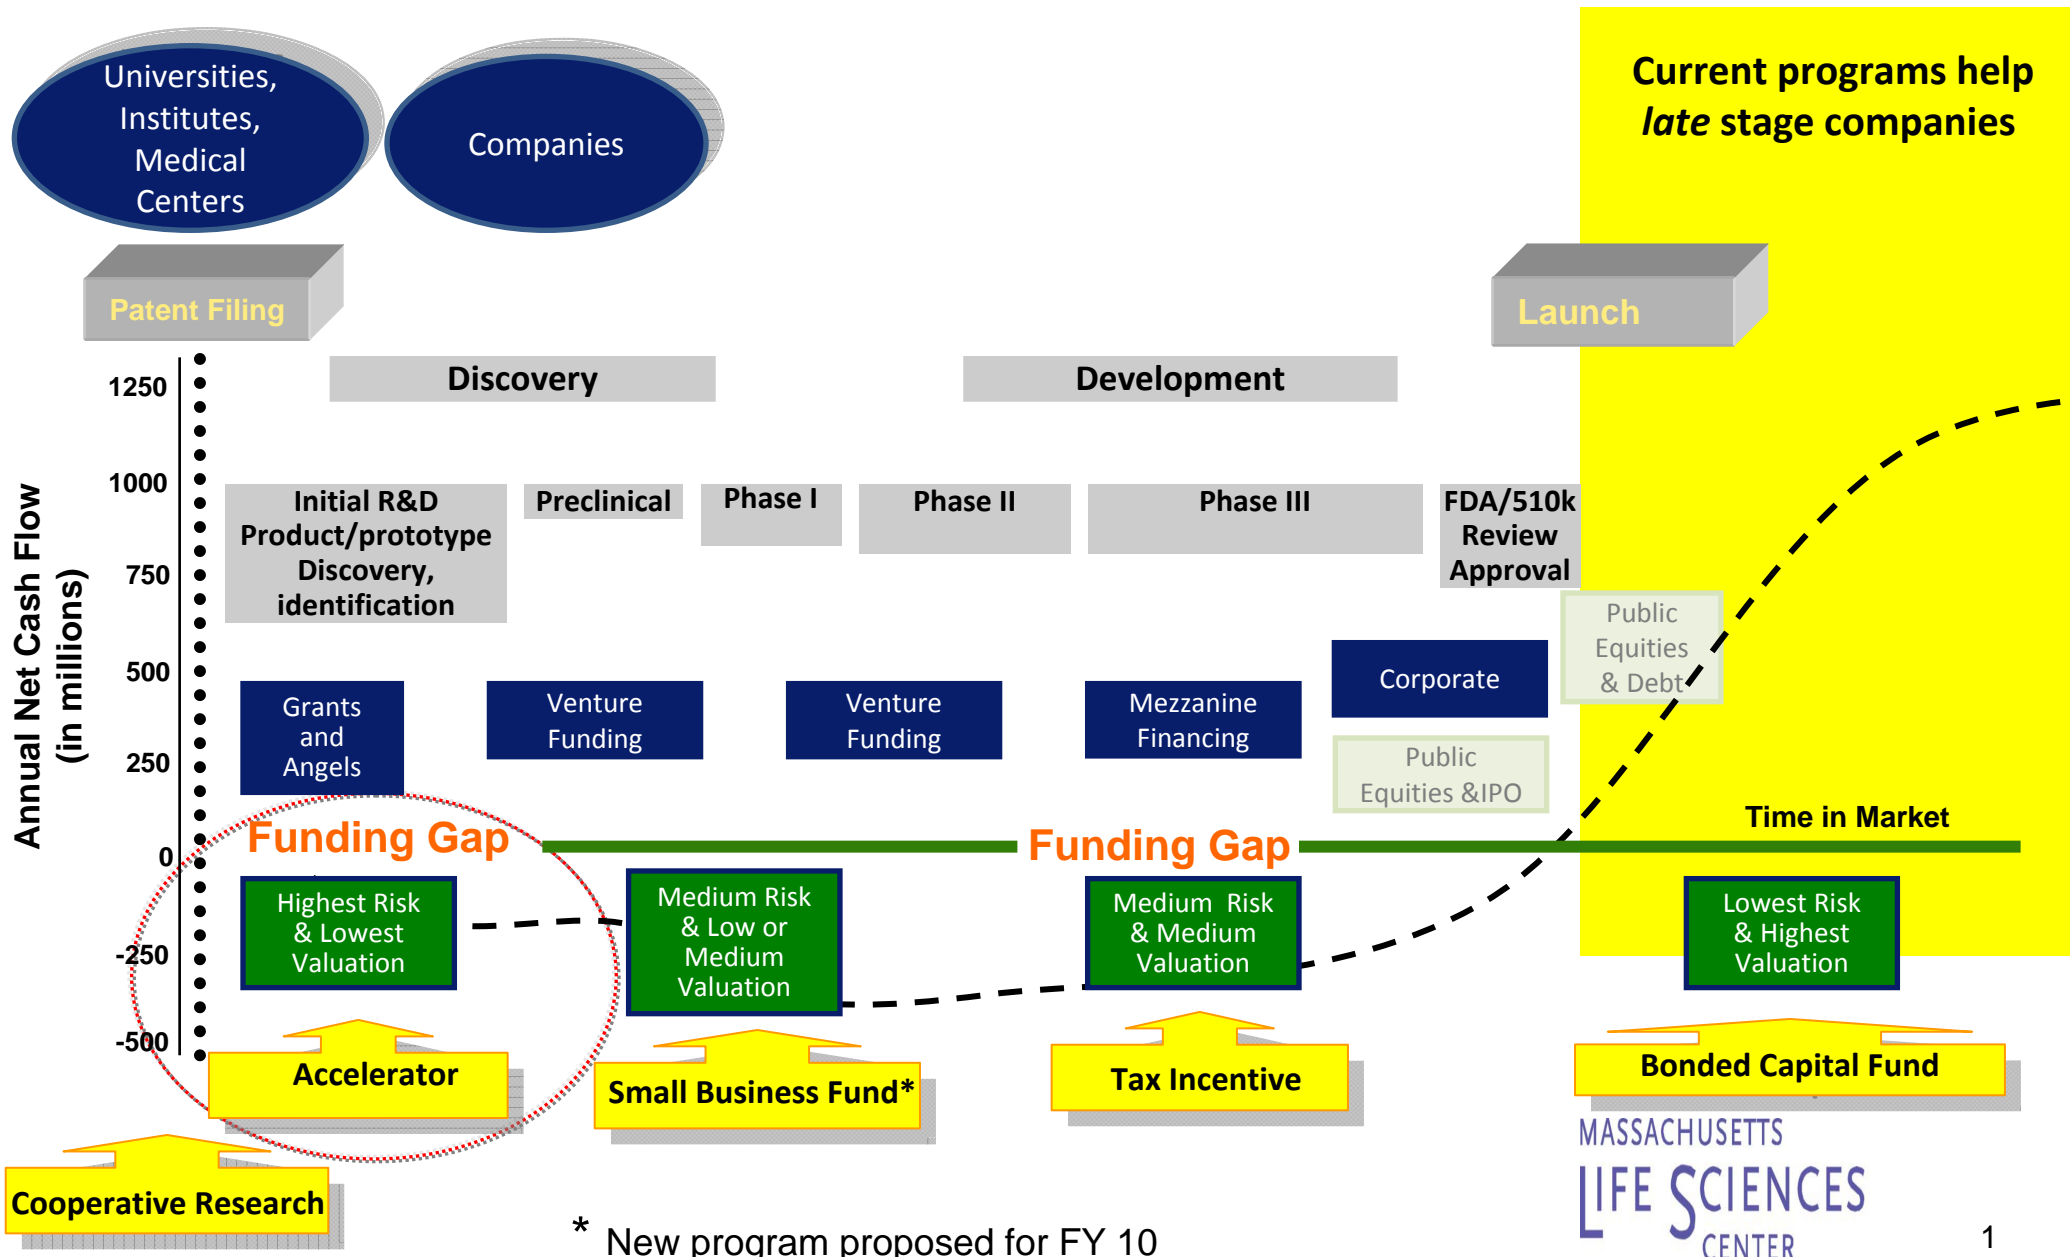 Universities,
Institutes,
Medical
Centers
Companies
Current programs help
late stage companies
Patent Filing
Launch
Discovery
Development
Annual Net Cash Flow
(in millions)
1250
1000
750
500
250
0
-250
-500
Initial R&D
Product/prototype
Discovery,
identification
Preclinical
Phase I
Phase II
Phase III
FDA/510k
Review
Approval
Grants
and
Angels
Venture
Funding
Venture
Funding
Mezzanine
Financing
Corporate
Public
Equities &IPO
Public
Equities
& Debt
Funding Gap
Funding Gap
Time in Market
Highest Risk
& Lowest
Valuation
Medium Risk
& Low or
Medium
Valuation
Medium Risk
& Medium
Valuation
Lowest Risk
& Highest
Valuation
Accelerator
Small Business Fund*
Tax Incentive
Bonded Capital Fund
Cooperative Research
* New program proposed for FY 10
MASSACHUSETTS
LIFE SCIENCES
CENTER
1